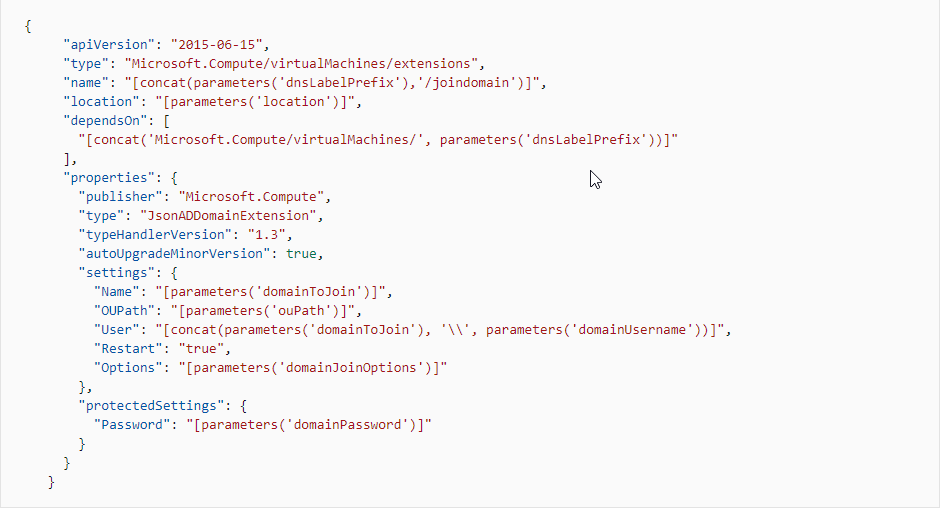 {
"apiVersion": "2015-06-15",
"type": "Microsoft.Compute/virtualMachines/extensions",
"name": "[concat(parameters('dnsLabelPrefix'),'/joindomain')]",
"location": "[parameters('location')]",
"dependsOn": [
"[concat('Microsoft.Compute/virtualMachines/', parameters('dnsLabelPrefix'))]"
],
"properties": {
"publisher": "Microsoft.Compute",
"type": "JsonADDomainExtension",
"typeHandlerVersion": "1.3",
"autoUpgradeMinorVersion": true,
"settings": {
"Name": "[parameters('domainToJoin')]",
"OUPath": "[parameters('ouPath')]",
"User": "[concat(parameters('domainToJoin'), '\\', parameters('domainUsername'))]",
"Restart": "true",
"Options": "[parameters('domainJoinOptions')]"
},
"protectedSettings": {
"Password": "[parameters('domainPassword')]"
}
}
}